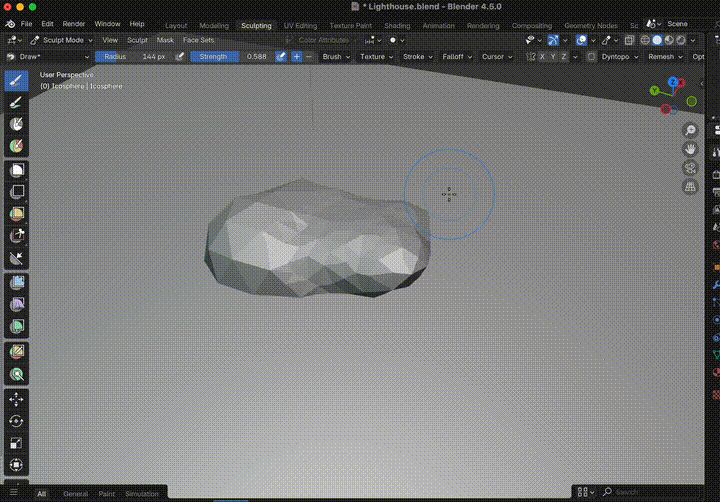 * Lighthouse.blend - Blender 4.5.0
File Edit Render Window Help Layout Modeling Sculpting UV Editing Texture Paint Shading Animation Rendering Compositing Geometry Nodes Scene
Sculpt Mode View Sculpt Mask Face Sets Color Attributes
Draw* Radius 144 px Strength 0.588 Brush Texture Stroke Falloff Cursor X Y Z Dyntopo Remesh Opt
User Perspective
(0) Icosphere | Icosphere
Z
X
Y
All General Paint Simulation Search